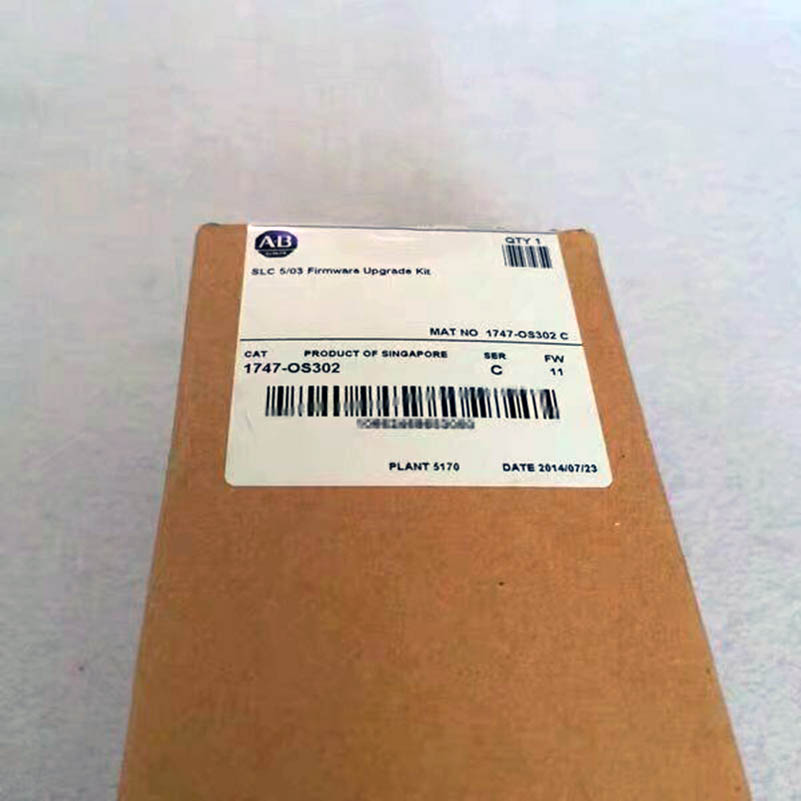 A-B
QTY 1
SLC 5/03 Firmware Upgrade Kit
MAT NO 1747-OS302 C
CAT PRODUCT OF SINGAPORE SER FW
1747-OS302 C 11
PLANT 5170 DATE 2014/07/23